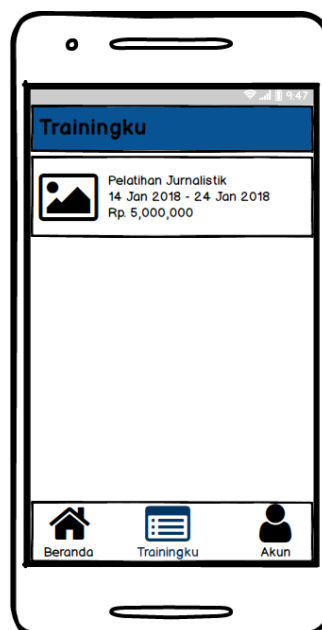 9.47
Trainingku
Pelatihan Jurnalistik
14 Jan 2018 - 24 Jan 2018
Rp. 5,000,000
Beranda
Trainingku
Akun